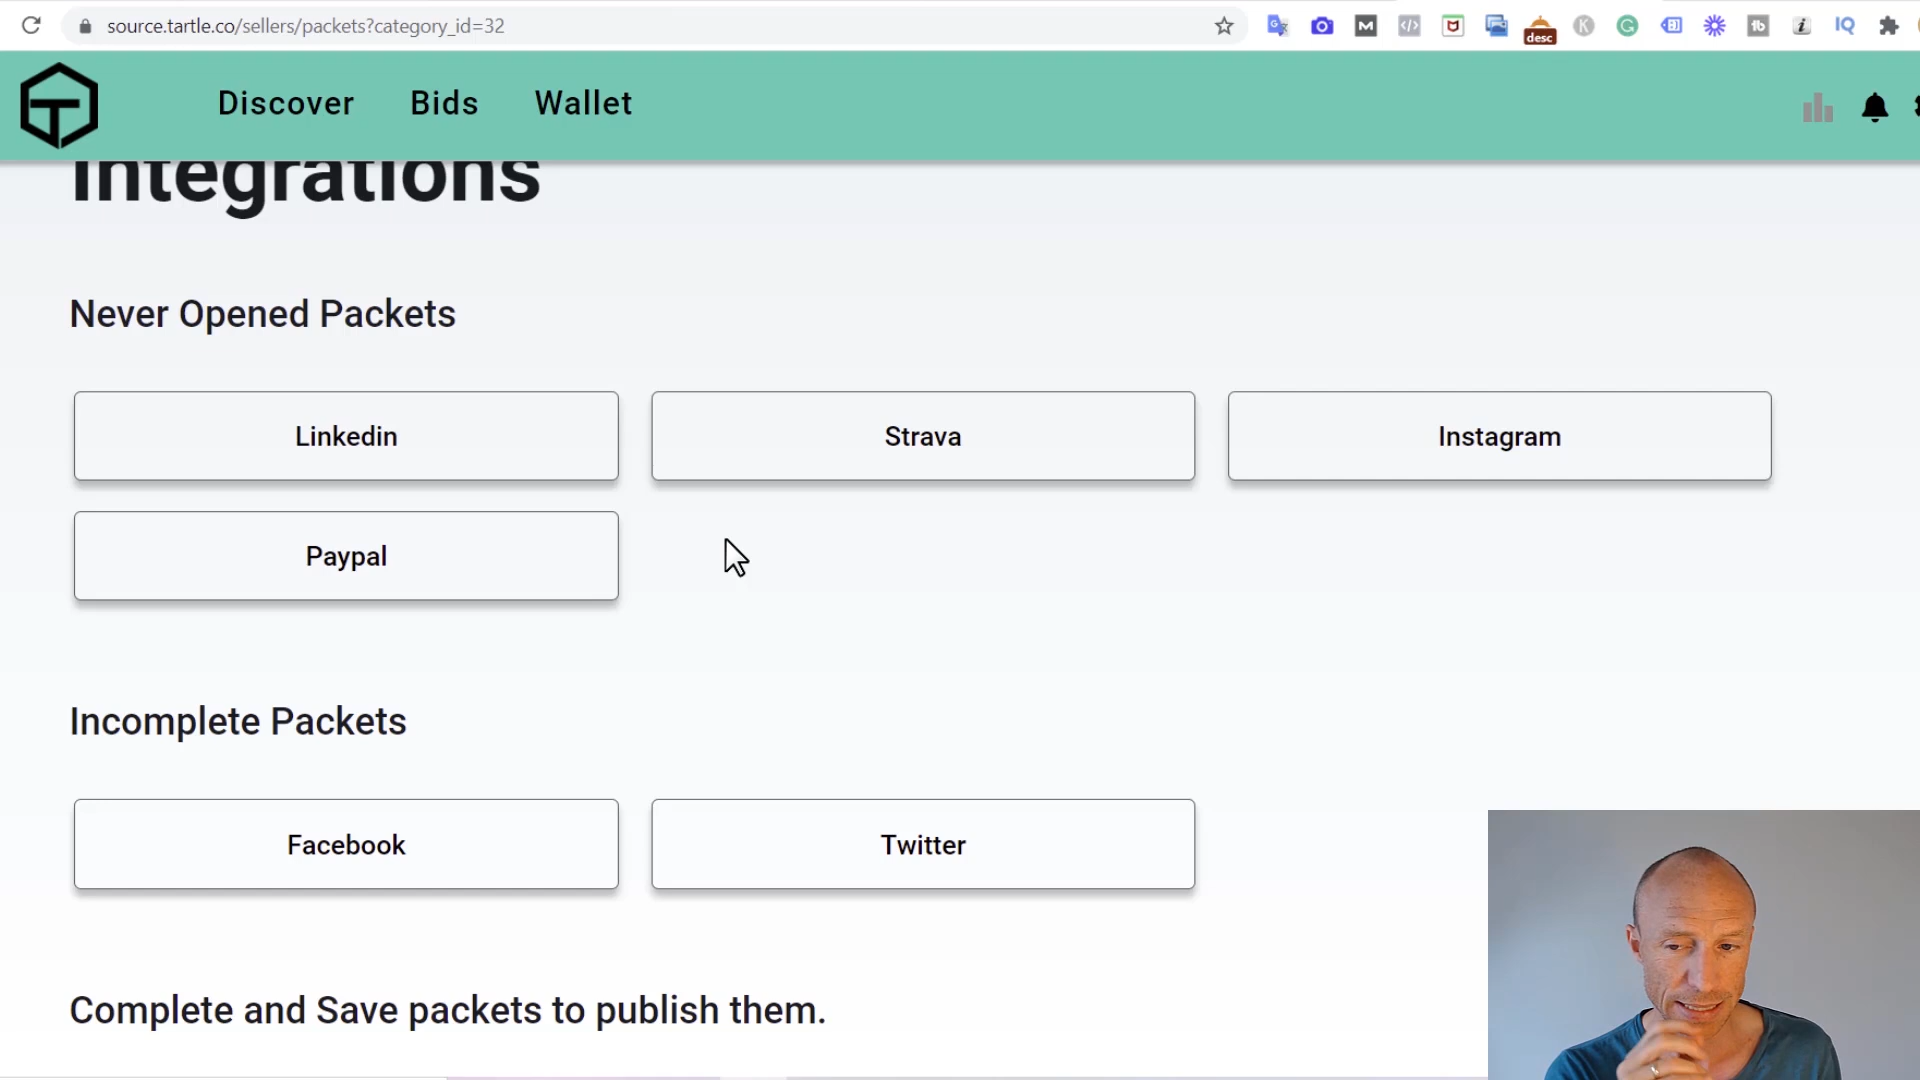 source.tartle.co/sellers/packets?category_id=32
desc
Discover Bids Wallet
Integrations
Never Opened Packets
Linkedin Strava Instagram
Paypal
Incomplete Packets
Facebook Twitter
Complete and Save packets to publish them.